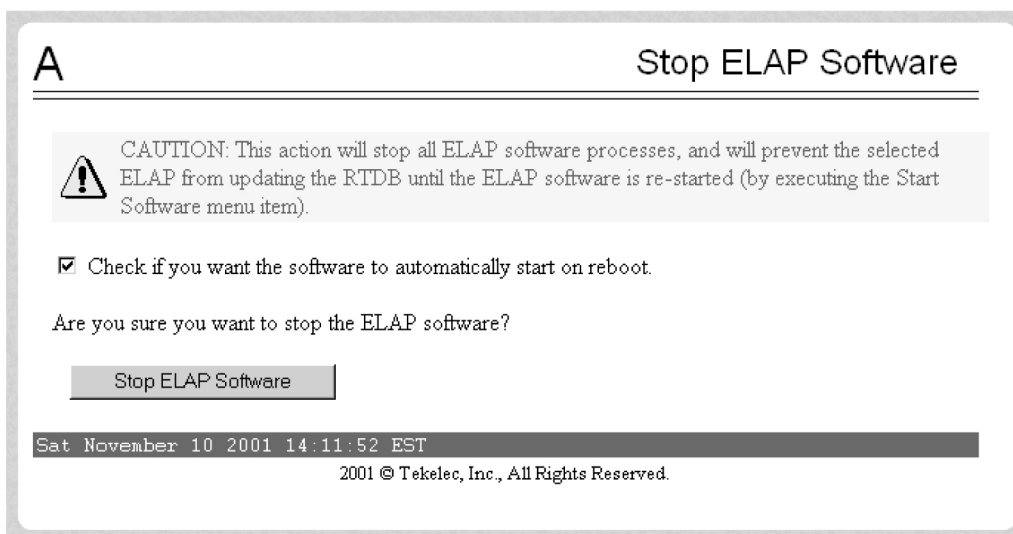 A
Stop ELAP Software
CAUTION: This action will stop all ELAP software processes, and will prevent the selected
ELAP from updating the RTDB until the ELAP software is re-started (by executing the Start
Software menu item).
Check if you want the software to automatically start on reboot.
Are you sure you want to stop the ELAP software?
Stop ELAP Software
Sat November 10 2001 14:11:52 EST
2001 © Tekelec, Inc., All Rights Reserved.